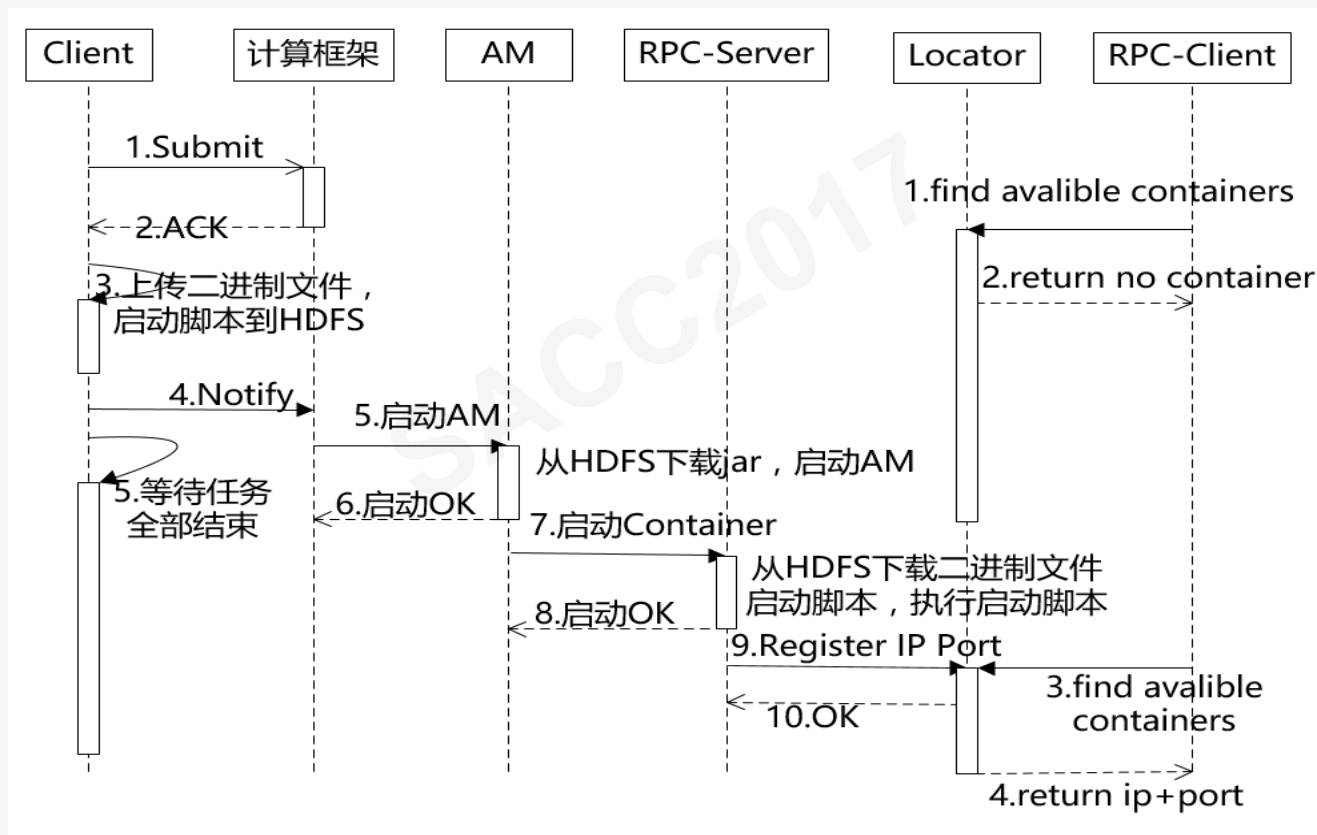 Client
计算框架
AM
RPC-Server
Locator
RPC-Client
1.Submit
2.ACK
3.上传二进制文件，
启动脚本到HDFS
4.Notify
5.启动AM
从HDFS下载jar，启动AM
5.等待任务
全部结束
6.启动OK
7.启动Container
从HDFS下载二进制文件
启动脚本，执行启动脚本
8.启动OK
9.Register IP Port
10.OK
1.find avalible containers
2.return no container
3.find avalible
containers
4.return ip+port
SACC2017